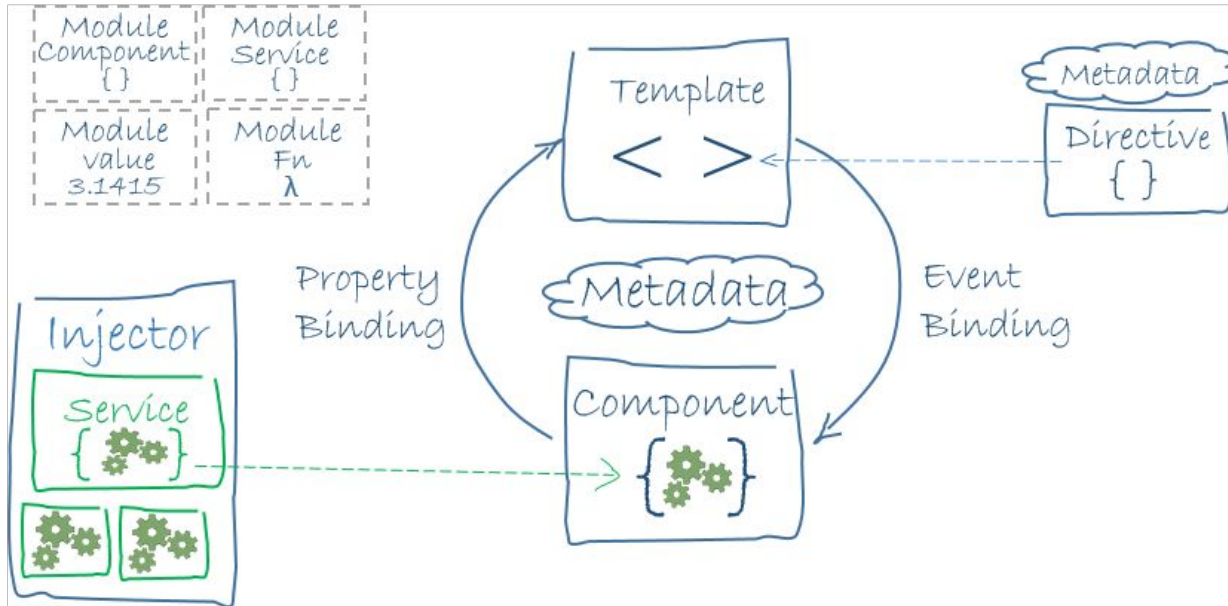 Module
Component
{ }
Module
Service
{ }
Module
value
3.1415
Module
Fn
λ
Template
< >
Metadata
Directive
{ }
Property
Binding
Metadata
Event
Binding
Injector
Service
{ }
Component
{ }